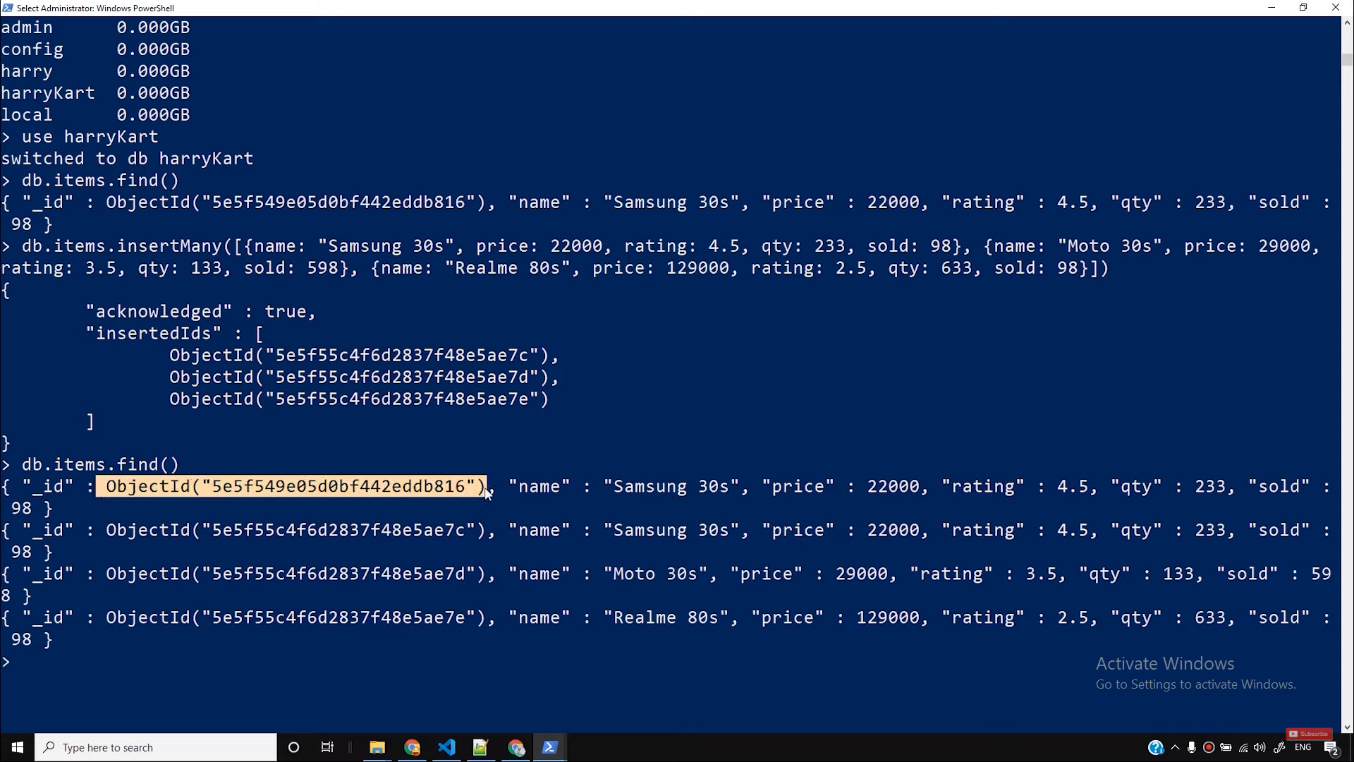 Select Administrator: Windows PowerShell
admin       0.000GB
config      0.000GB
harry       0.000GB
harryKart   0.000GB
local       0.000GB
> use harryKart
switched to db harryKart
> db.items.find()
{ "_id" : ObjectId("5e5f549e05d0bf442eddb816"), "name" : "Samsung 30s", "price" : 22000, "rating" : 4.5, "qty" : 233, "sold" :
 98 }
> db.items.insertMany([{name: "Samsung 30s", price: 22000, rating: 4.5, qty: 233, sold: 98}, {name: "Moto 30s", price: 29000,
rating: 3.5, qty: 133, sold: 598}, {name: "Realme 80s", price: 129000, rating: 2.5, qty: 633, sold: 98}])
{
        "acknowledged" : true,
        "insertedIds" : [
                ObjectId("5e5f55c4f6d2837f48e5ae7c"),
                ObjectId("5e5f55c4f6d2837f48e5ae7d"),
                ObjectId("5e5f55c4f6d2837f48e5ae7e")
        ]
}
> db.items.find()
{ "_id" : ObjectId("5e5f549e05d0bf442eddb816"), "name" : "Samsung 30s", "price" : 22000, "rating" : 4.5, "qty" : 233, "sold" :
 98 }
{ "_id" : ObjectId("5e5f55c4f6d2837f48e5ae7c"), "name" : "Samsung 30s", "price" : 22000, "rating" : 4.5, "qty" : 233, "sold" :
 98 }
{ "_id" : ObjectId("5e5f55c4f6d2837f48e5ae7d"), "name" : "Moto 30s", "price" : 29000, "rating" : 3.5, "qty" : 133, "sold" : 59
8 }
{ "_id" : ObjectId("5e5f55c4f6d2837f48e5ae7e"), "name" : "Realme 80s", "price" : 129000, "rating" : 2.5, "qty" : 633, "sold" :
 98 }
>
Activate Windows
Go to Settings to activate Windows.
Subscribe
Type here to search
ENG
2